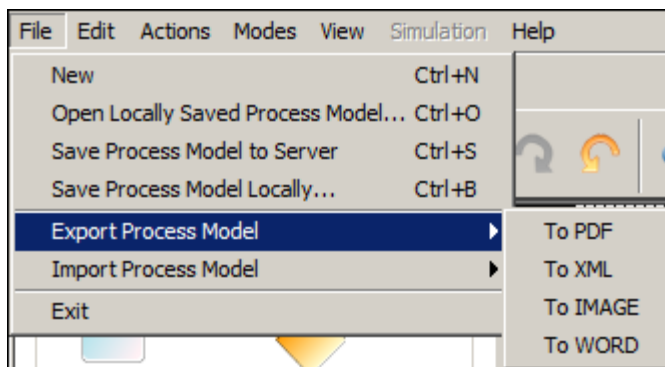 File Edit Actions Modes View Simulation Help
New Ctrl+N
Open Locally Saved Process Model... Ctrl+O
Save Process Model to Server Ctrl+S
Save Process Model Locally... Ctrl+B
Export Process Model
To PDF
Import Process Model
To XML
Exit
To IMAGE
To WORD